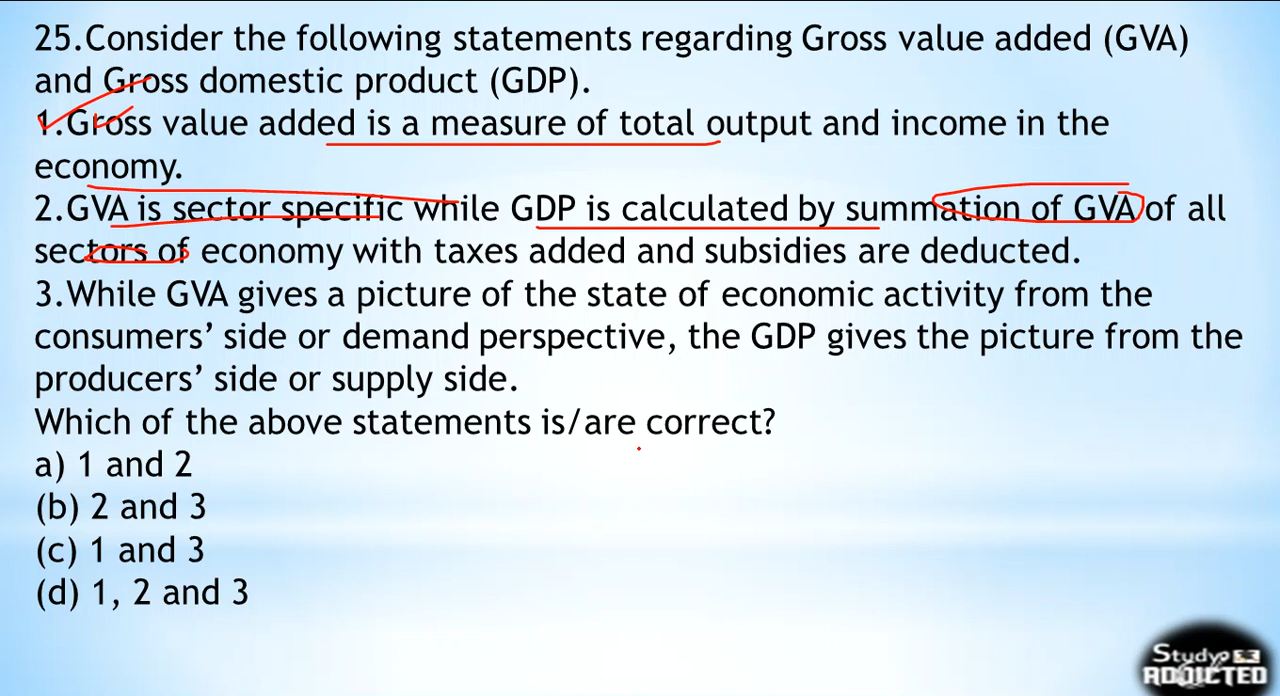 25.Consider the following statements regarding Gross value added (GVA)
and Gross domestic product (GDP).
1.Gross value added is a measure of total output and income in the
economy.
2.GVA is sector specific while GDP is calculated by summation of GVA of all
sectors of economy with taxes added and subsidies are deducted.
3.While GVA gives a picture of the state of economic activity from the
consumers’ side or demand perspective, the GDP gives the picture from the
producers’ side or supply side.
Which of the above statements is/are correct?
a) 1 and 2
(b) 2 and 3
(c) 1 and 3
(d) 1, 2 and 3
Study
ADDICTED